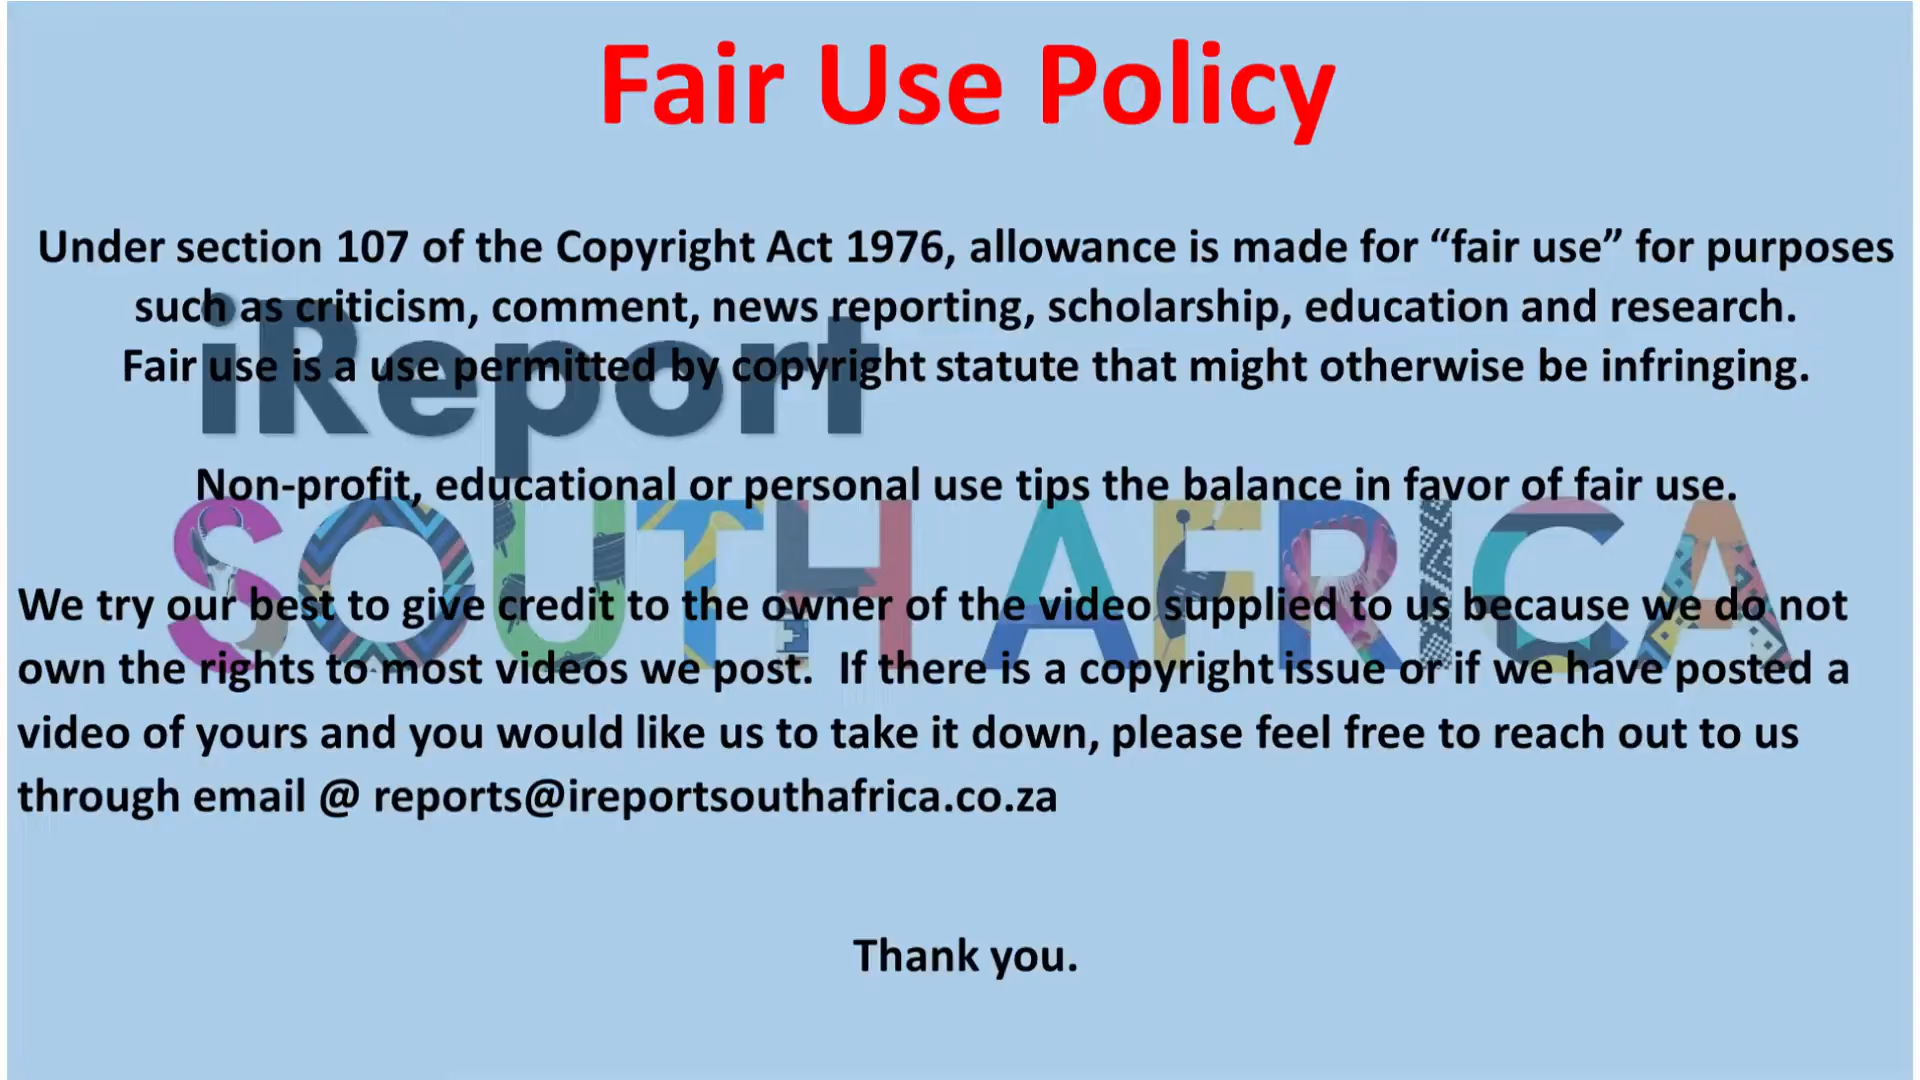 Fair Use Policy
Under section 107 of the Copyright Act 1976, allowance is made for “fair use” for purposes
such as criticism, comment, news reporting, scholarship, education and research.
Fair use is a use permitted by copyright statute that might otherwise be infringing.
iReport
Non-profit, educational or personal use tips the balance in favor of fair use.
SOUTH AFRICA
We try our best to give credit to the owner of the video supplied to us because we do not
own the rights to most videos we post.  If there is a copyright issue or if we have posted a
video of yours and you would like us to take it down, please feel free to reach out to us
through email @ reports@ireportsouthafrica.co.za
Thank you.